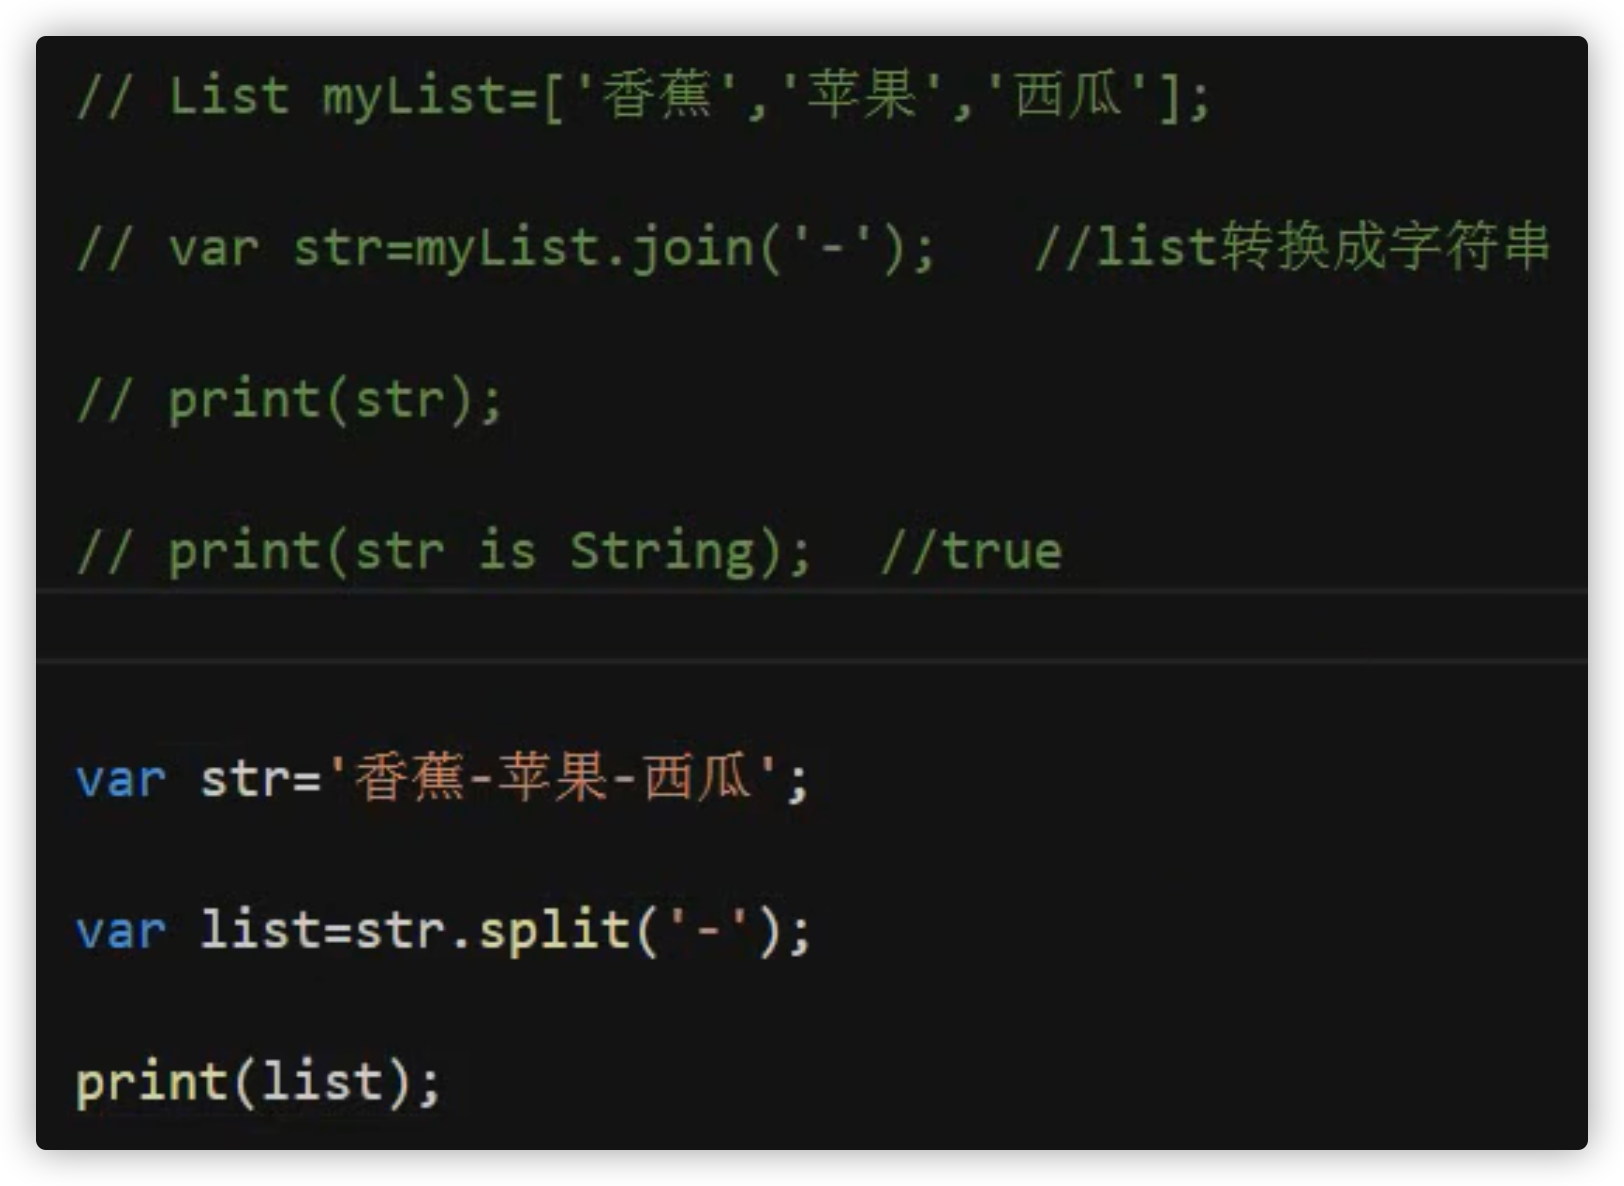 // List myList=['香蕉','苹果','西瓜'];
// var str=myList.join('-');   //list转换成字符串
// print(str);
// print(str is String);  //true
var str='香蕉-苹果-西瓜';
var list=str.split('-');
print(list);